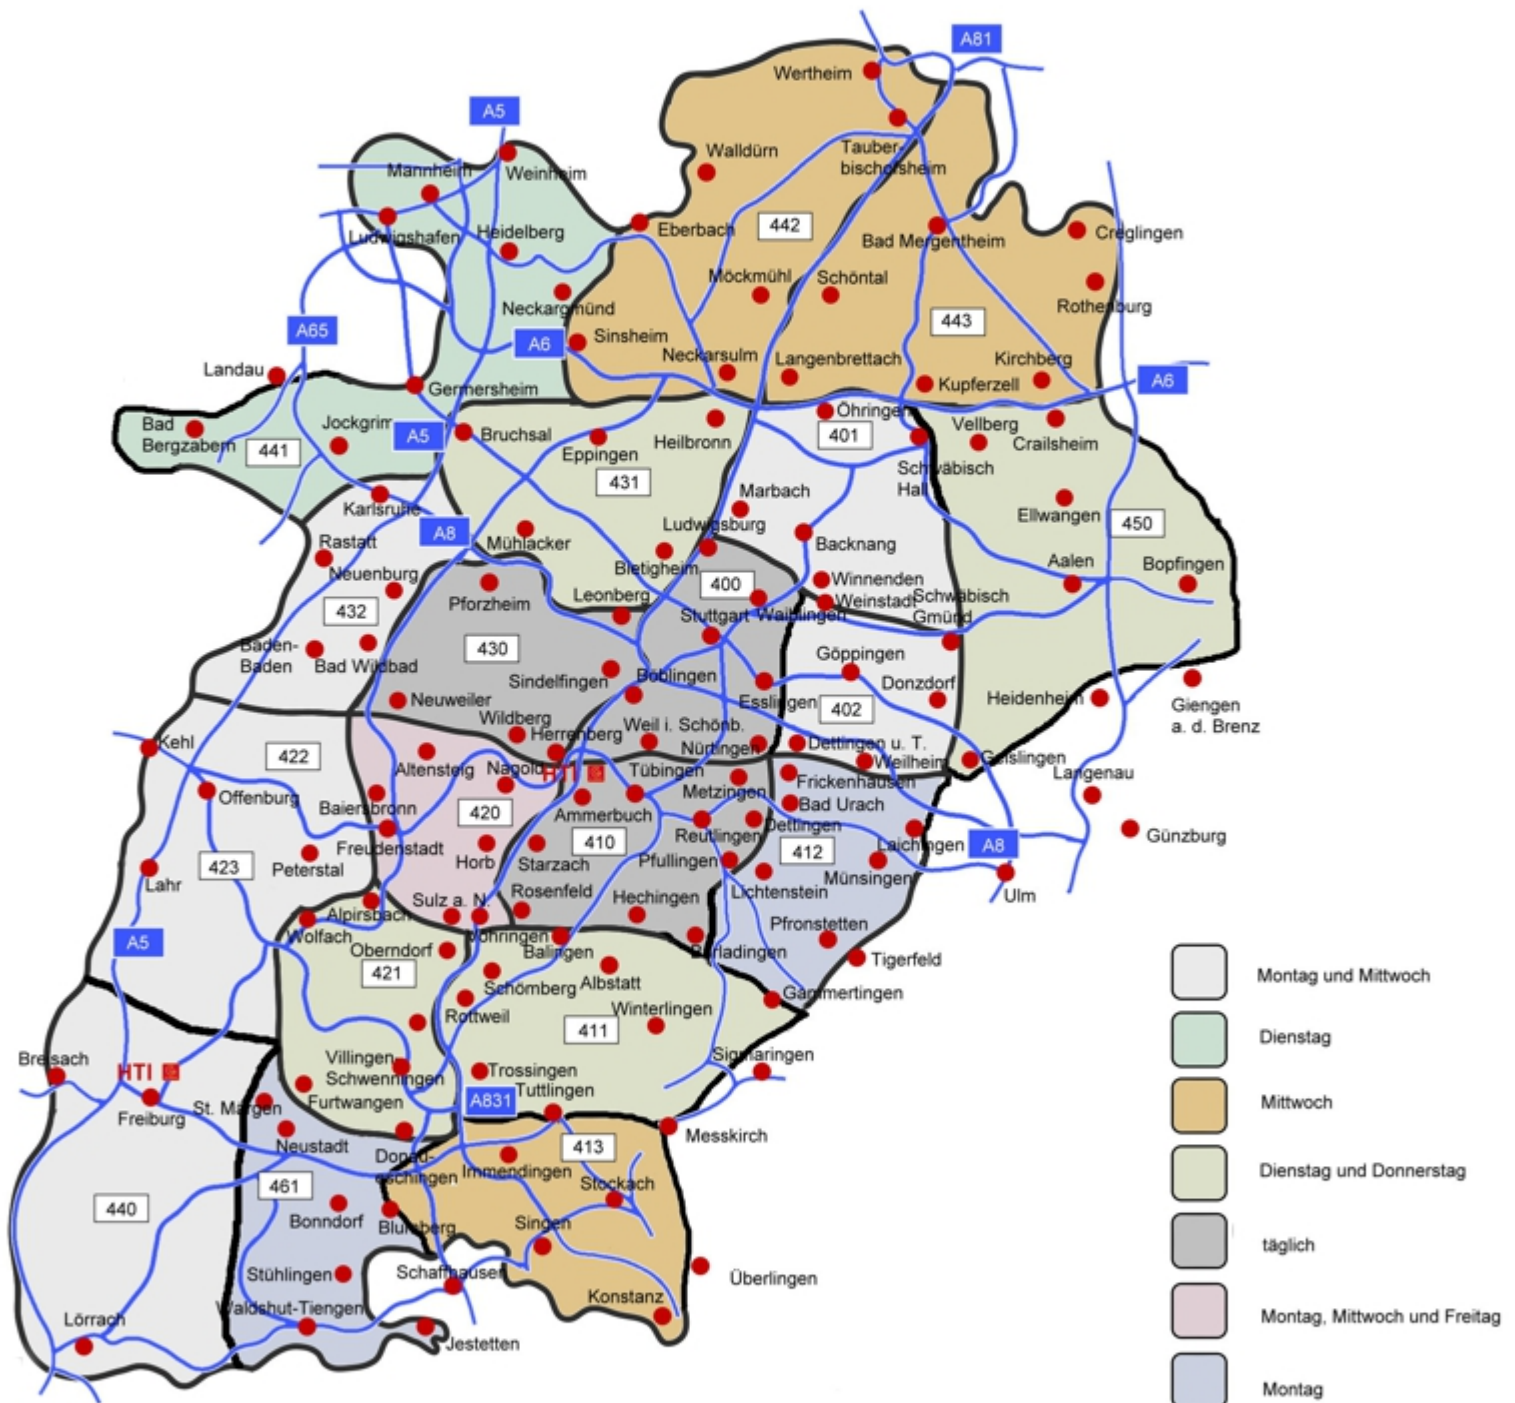 A81
Wertheim
A5
Tauber-
bischofsheim
Walldürn
Mannheim
Weinheim
442
Eberbach
Heidelberg
Ludwigshafen
Bad Mergentheim
Creglingen
Möckmühl
Schöntal
Neckargmünd
Rothenburg
443
A65
A6
Sinsheim
Neckarsulm
Langenbrettach
Kirchberg
Landau
Germersheim
Kupferzell
A6
Bad
Bergzabern
441
Jockgrim
A5
Bruchsal
Eppingen
Heilbronn
Öhringen
401
Vellberg
Crailsheim
431
Schwäbisch
Hall
Karlsruhe
Marbach
Ellwangen
450
A8
Ludwigsburg
Mühlacker
Backnang
Rastatt
Bietigheim
Aalen
Bopfingen
Neuenburg
400
Winnenden
Pforzheim
Leonberg
Weinstadt
Schwäbisch
Gmünd
432
Stuttgart
Waiblingen
430
Baden-
Baden
Bad Wildbad
Göppingen
Sindelfingen
Böblingen
Donzdorf
Neuweiler
Esslingen
402
Heidenheim
Giengen
a. d. Brenz
Wildberg
Herrenberg
Weil i. Schönb.
Nürtingen
Dettingen u. T.
Kehl
422
Weilheim
Geislingen
Altensteig
Nagold
HTI
Tübingen
Frickenhausen
Langenau
Offenburg
Baiersbronn
Metzingen
Bad Urach
420
Ammerbuch
Reutlingen
Dettingen
Günzburg
Freudenstadt
410
412
Laichingen
A8
423
Peterstal
Horb
Starzach
Pfullingen
Lahr
Lichtenstein
Münsingen
Ulm
Sulz a. N.
Rosenfeld
Hechingen
Alpirsbach
Pfronstetten
Wolfach
Vöhringen
A5
Oberndorf
Balingen
Burladingen
Tigerfeld
421
Schömberg
Albstatt
Montag und Mittwoch
Gammertingen
Rottweil
Winterlingen
411
Dienstag
Breisach
Villingen
Schwenningen
Sigmaringen
HTI
Trossingen
Tuttlingen
Freiburg
St. Märgen
Furtwangen
A831
Mittwoch
Neustadt
Donau-
eschingen
413
Messkirch
Immendingen
Dienstag und Donnerstag
461
Stockach
440
Bonndorf
Blumberg
Singen
täglich
Stühlingen
Schaffhausen
Überlingen
Konstanz
Waldshut-Tiengen
Lörrach
Jestetten
Montag, Mittwoch und Freitag
Montag